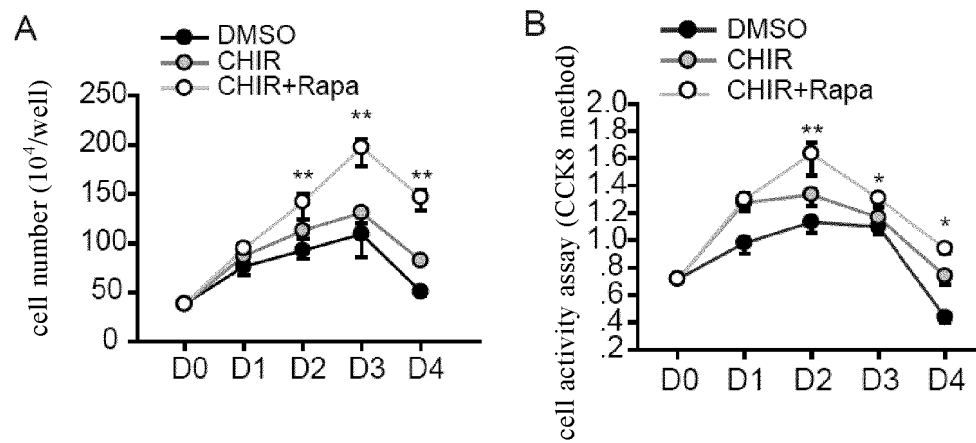 A
DMSO
CHIR
CHIR+Rapa
cell number (10⁴/well)
250
200
150
100
50
0
**
**
**
D0 D1 D2 D3 D4
B
DMSO
CHIR
CHIR+Rapa
cell activity assay (CCK8 method)
2.0
1.8
1.6
1.4
1.2
1.0
.8
.6
.4
.2
**
*
*
D0 D1 D2 D3 D4